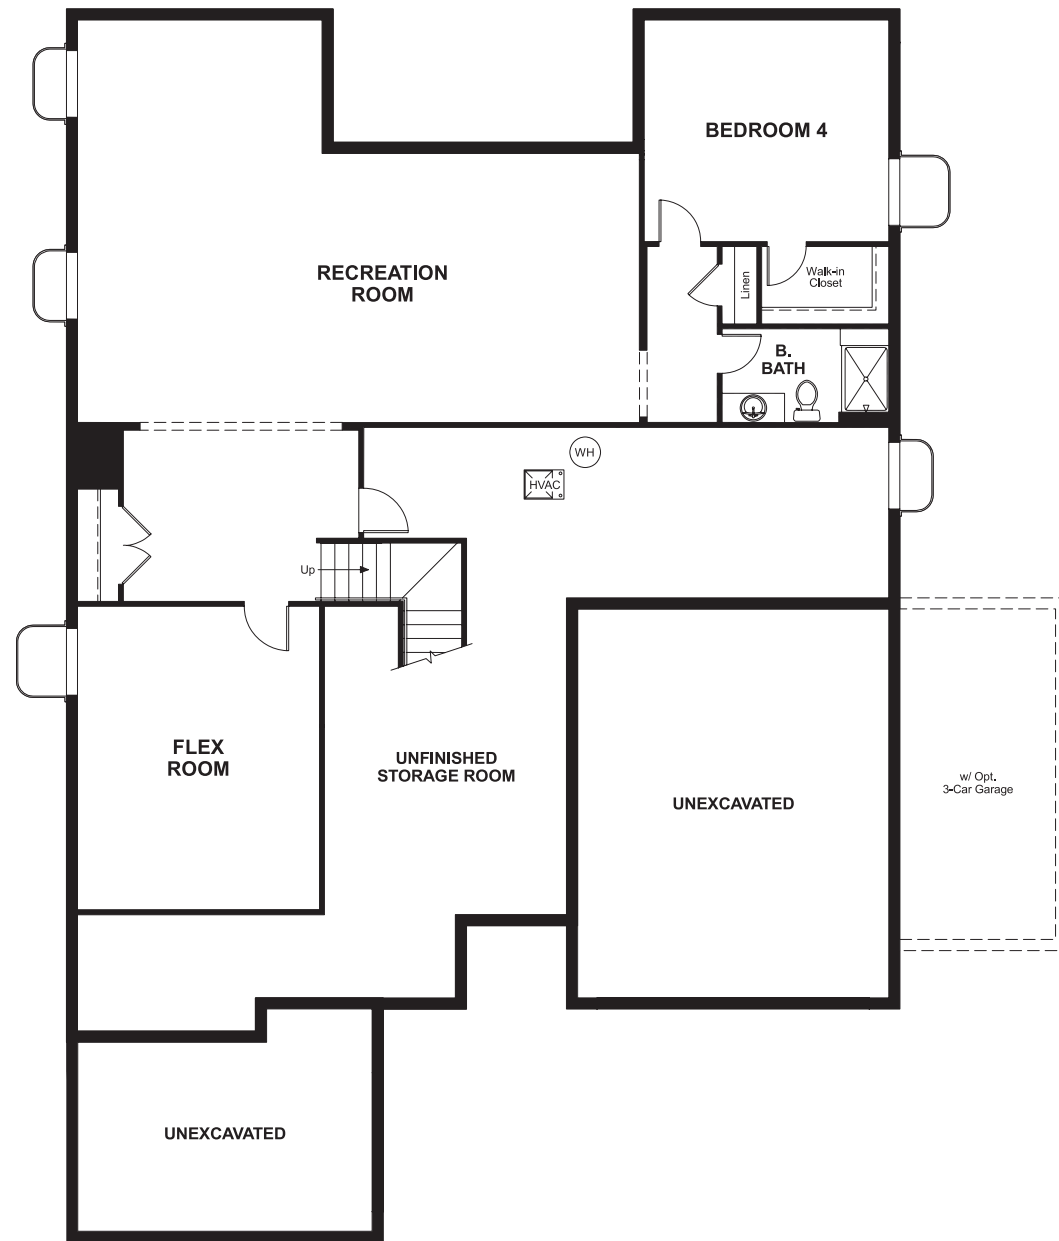 BEDROOM 4
RECREATION
ROOM
Walk-in
Closet
Linen
B.
BATH
WH
HVAC
Up
FLEX
ROOM
UNFINISHED
STORAGE ROOM
UNEXCAVATED
w/ Opt.
3-Car Garage
UNEXCAVATED